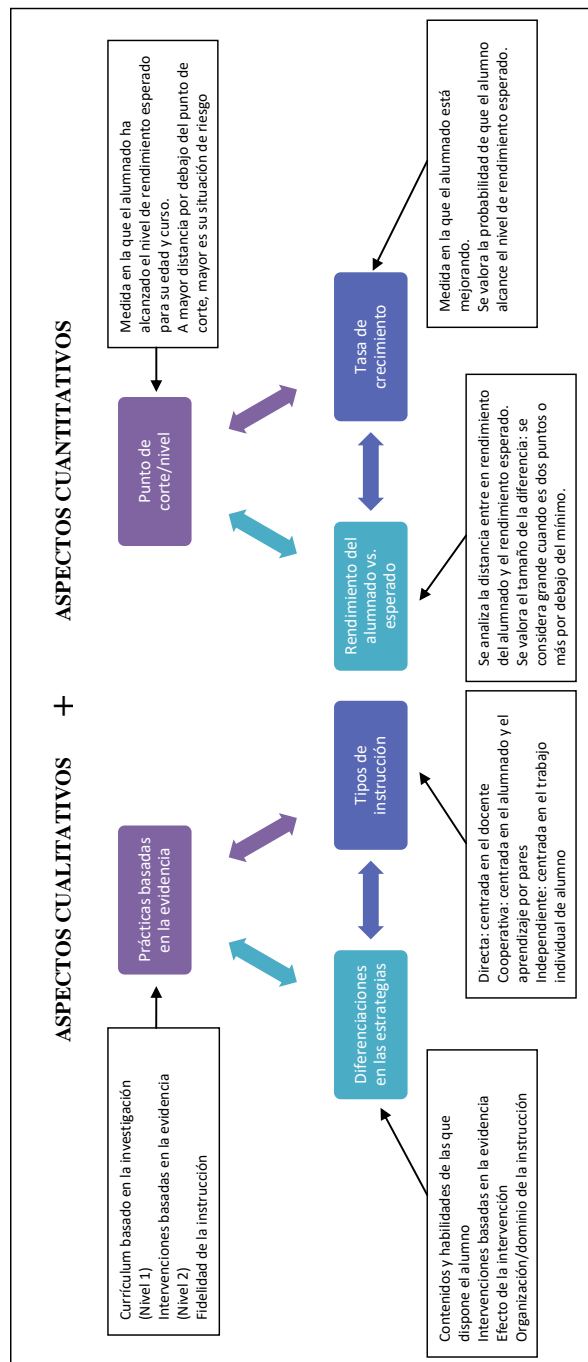 ASPECTOS CUALITATIVOS + ASPECTOS CUANTITATIVOS
Currículum basado en la investigación
(Nivel 1)
Intervenciones basadas en la evidencia
(Nivel 2)
Fidelidad de la instrucción
Prácticas basadas
en la evidencia
Diferenciaciones
en las estrategias
Tipos de
instrucción
Contenidos y habilidades de las que
dispone el alumno
Intervenciones basadas en la evidencia
Efecto de la intervención
Organización/dominio de la instrucción
Directa: centrada en el docente
Cooperativa: centrada en el alumnado y el
aprendizaje por pares
Independiente: centrada en el trabajo
individual de alumno
Medida en la que el alumnado ha
alcanzado el nivel de rendimiento esperado
para su edad y curso.
A mayor distancia por debajo del punto de
corte, mayor es su situación de riesgo
Punto de
corte/nivel
Rendimiento del
alumnado vs.
esperado
Tasa de
crecimiento
Se analiza la distancia entre en rendimiento
del alumnado y el rendimiento esperado.
Se valora el tamaño de la diferencia: se
considera grande cuando es dos puntos o
más por debajo del mínimo.
Medida en la que el alumnado está
mejorando.
Se valora la probabilidad de que el alumno
alcance el nivel de rendimiento esperado.